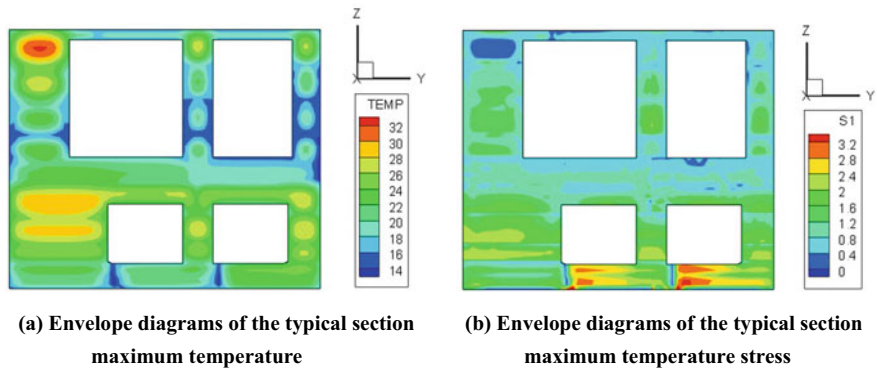 Z
X
Y
TEMP
32
30
28
26
24
22
20
18
16
14
Z
X
Y
S1
3.2
2.8
2.4
2
1.6
1.2
0.8
0.4
0
(a) Envelope diagrams of the typical section
maximum temperature
(b) Envelope diagrams of the typical section
maximum temperature stress